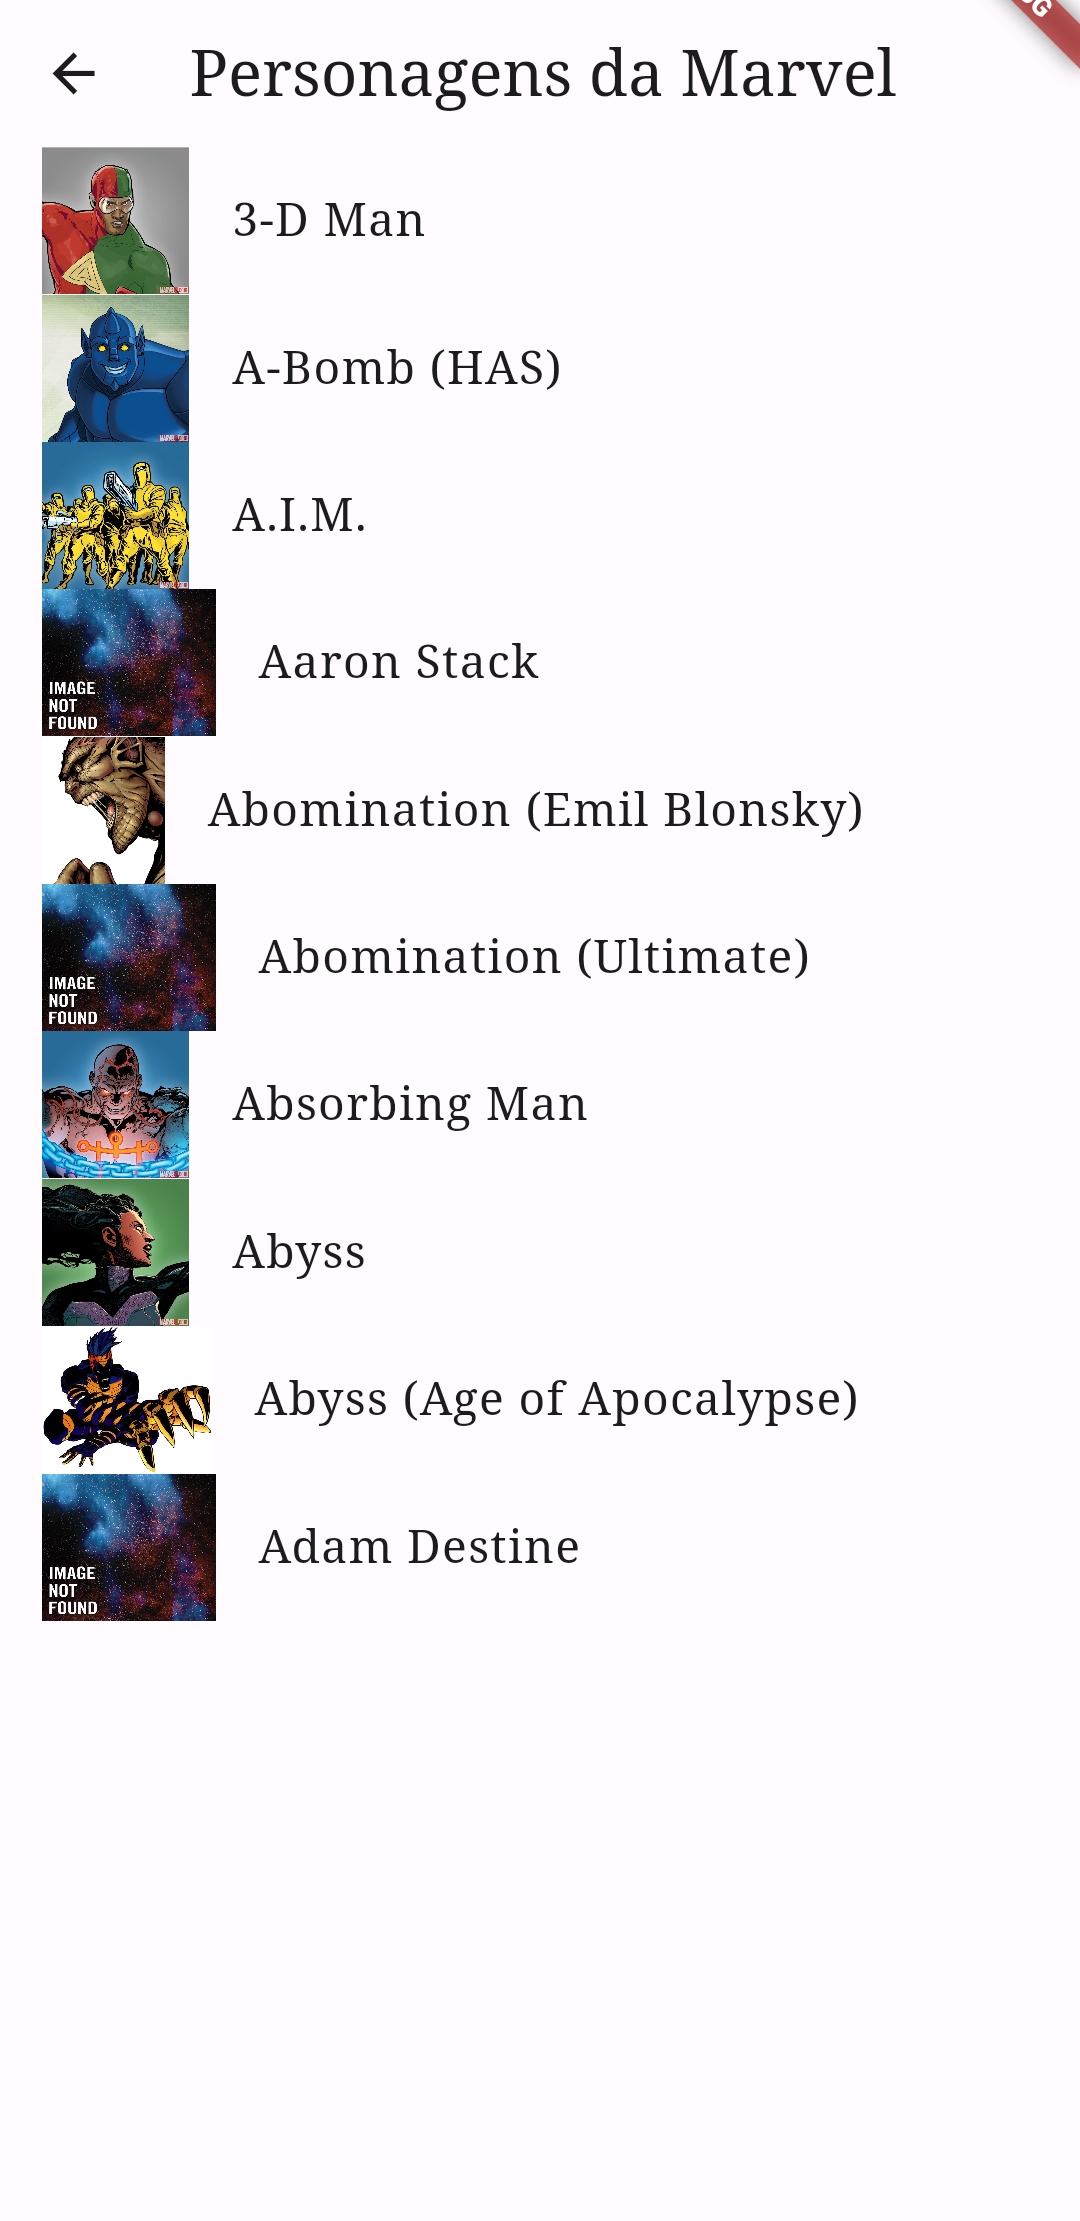 Personagens da Marvel
3-D Man
A-Bomb (HAS)
A.I.M.
Aaron Stack
IMAGE
NOT
FOUND
Abomination (Emil Blonsky)
Abomination (Ultimate)
IMAGE
NOT
FOUND
Absorbing Man
Abyss
Abyss (Age of Apocalypse)
Adam Destine
IMAGE
NOT
FOUND